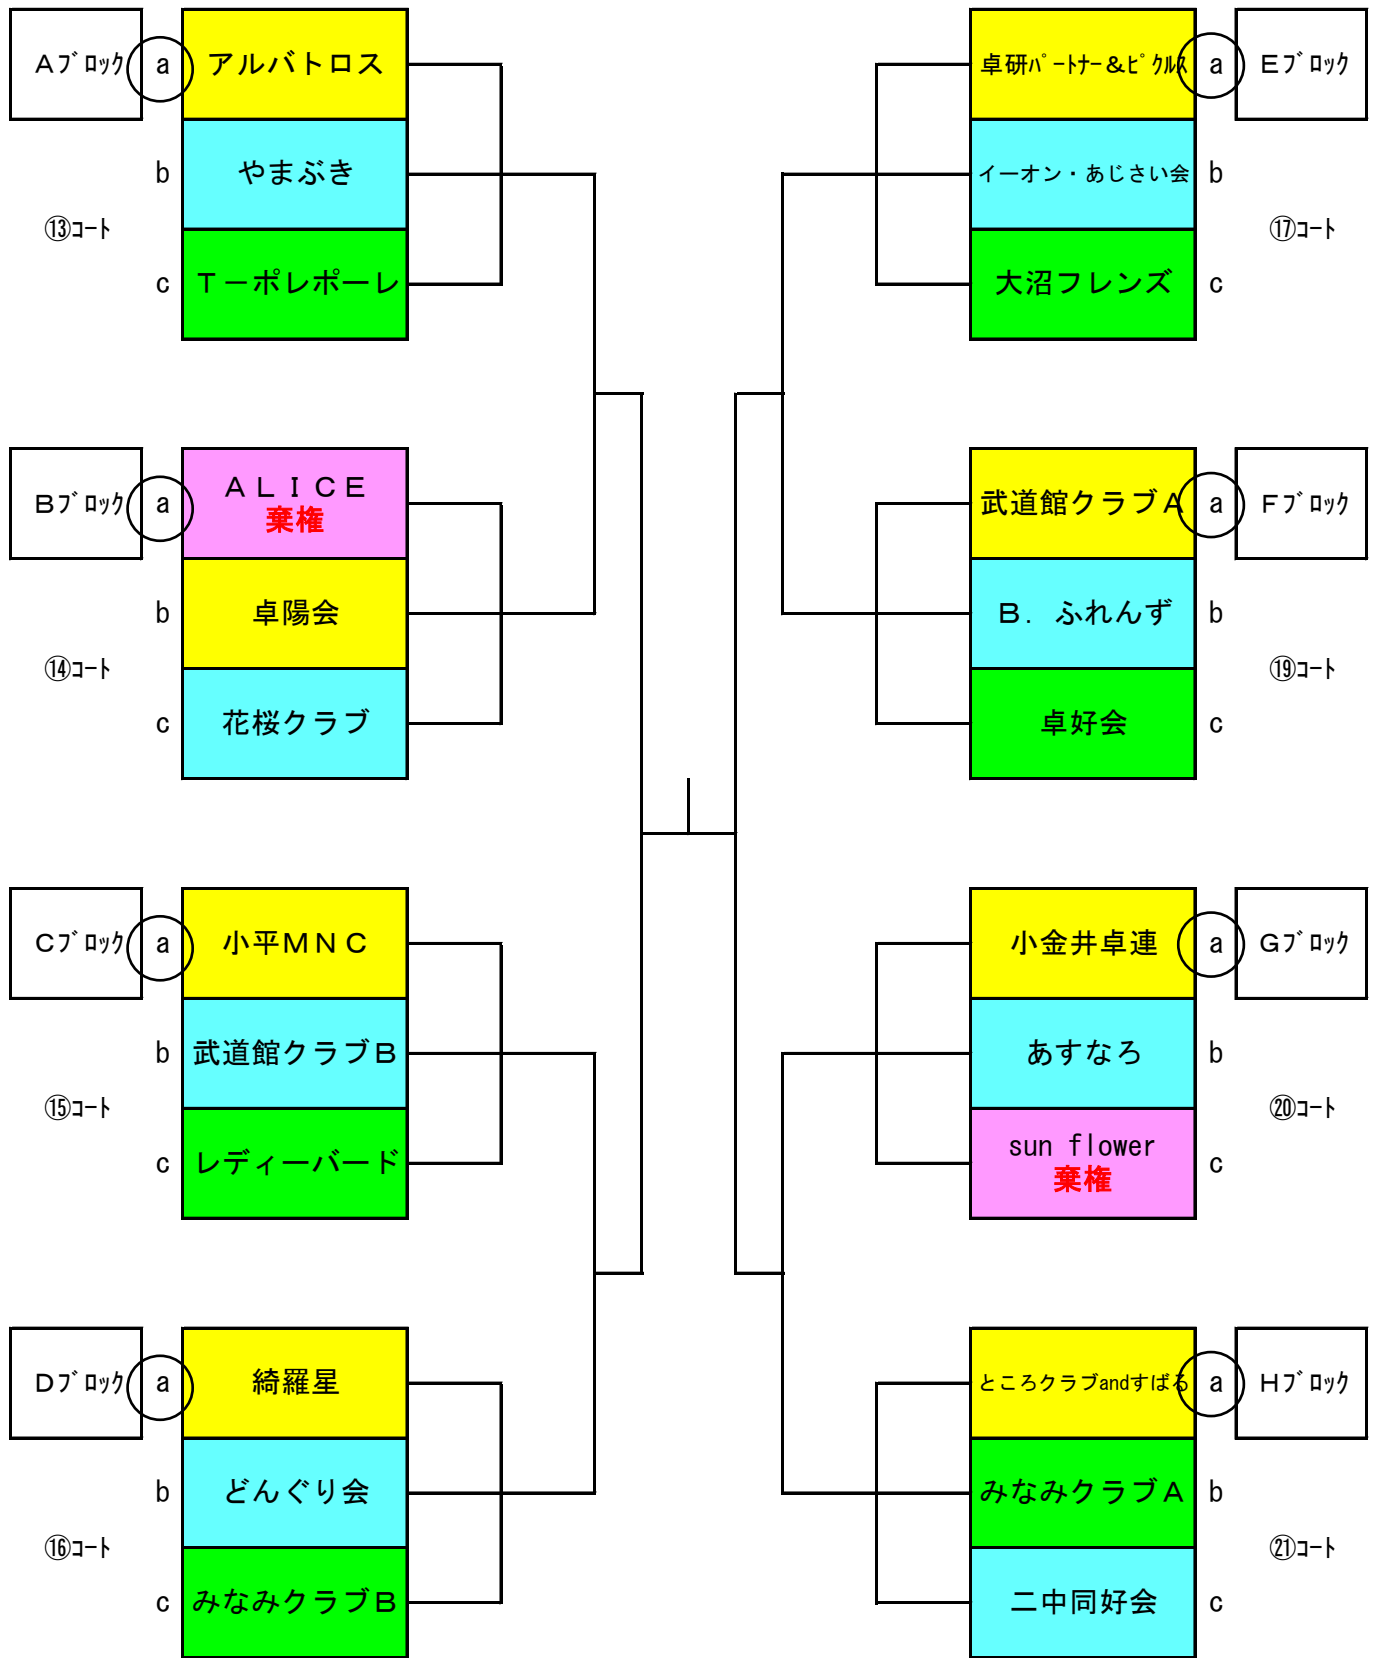 Aﾌﾞﾛｯｸ
a
アルバトロス
b
やまぶき
⑬ｺｰﾄ
c
Ｔ－ポレポーレ
Bﾌﾞﾛｯｸ
a
ＡＬＩＣＥ
棄権
b
卓陽会
⑭ｺｰﾄ
c
花桜クラブ
Cﾌﾞﾛｯｸ
a
小平ＭＮＣ
b
武道館クラブＢ
⑮ｺｰﾄ
c
レディーバード
Dﾌﾞﾛｯｸ
a
綺羅星
b
どんぐり会
⑯ｺｰﾄ
c
みなみクラブＢ
卓研ﾊﾟｰﾄﾅｰ＆ﾋﾟｸﾙｽ
a
Eﾌﾞﾛｯｸ
イーオン・あじさい会
b
⑰ｺｰﾄ
大沼フレンズ
c
武道館クラブＡ
a
Fﾌﾞﾛｯｸ
Ｂ．ふれんず
b
⑲ｺｰﾄ
卓好会
c
小金井卓連
a
Gﾌﾞﾛｯｸ
あすなろ
b
⑳ｺｰﾄ
sun flower
棄権
c
ところクラブandすばる
a
Hﾌﾞﾛｯｸ
みなみクラブＡ
b
㉑ｺｰﾄ
二中同好会
c